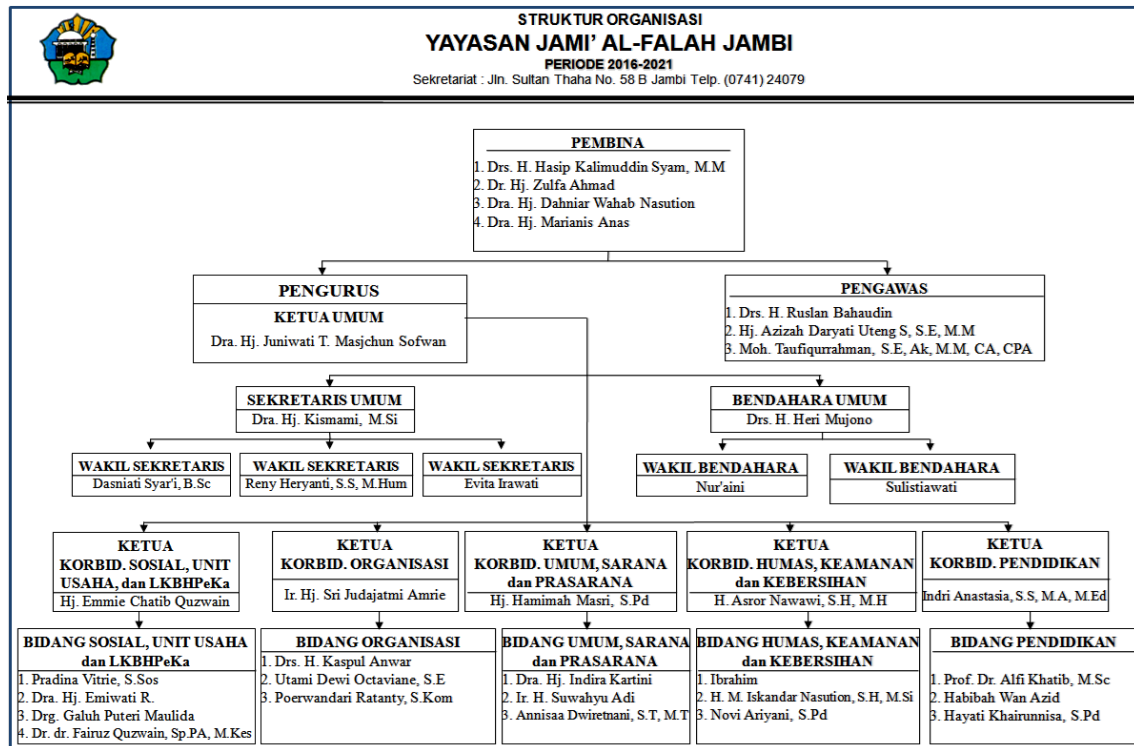 STRUKTUR ORGANISASI
YAYASAN JAMI' AL-FALAH JAMBI
PERIODE 2016-2021
Sekretariat : Jln. Sultan Thaha No. 58 B Jambi Telp. (0741) 24079
PEMBINA
1. Drs. H. Hasip Kalimuddin Syam, M.M
2. Dr. Hj. Zulfa Ahmad
3. Dra. Hj. Dahniar Wahab Nasution
4. Dra. Hj. Marianis Anas
PENGURUS
KETUA UMUM
Dra. Hj. Juniwati T. Masjchun Sofwan
PENGAWAS
1. Drs. H. Ruslan Bahaudin
2. Hj. Azizah Daryati Uteng S, S.E, M.M
3. Moh. Taufiqurrahman, S.E, Ak, M.M, CA, CPA
SEKRETARIS UMUM
Dra. Hj. Kismami, M.Si
BENDAHARA UMUM
Drs. H. Heri Mujono
WAKIL SEKRETARIS
Dasniati Syar'i, B.Sc
WAKIL SEKRETARIS
Reny Heryanti, S.S, M.Hum
WAKIL SEKRETARIS
Evita Irawati
WAKIL BENDAHARA
Nur'aini
WAKIL BENDAHARA
Sulistiawati
KETUA
KORBID. SOSIAL, UNIT
USAHA, dan LKBHPeKa
Hj. Emmie Chatib Quzwain
KETUA
KORBID. ORGANISASI
Ir. Hj. Sri Judajatmi Amrie
KETUA
KORBID. UMUM, SARANA
dan PRASARANA
Hj. Hamimah Masri, S.Pd
KETUA
KORBID. HUMAS, KEAMANAN
dan KEBERSIHAN
H. Asror Nawawi, S.H, M.H
KETUA
KORBID. PENDIDIKAN
Indri Anastasia, S.S, M.A, M.Ed
BIDANG SOSIAL, UNIT USAHA
dan LKBHPeKa
1. Pradina Vitrie, S.Sos
2. Dra. Hj. Emiwati R.
3. Drg. Galuh Puteri Maulida
4. Dr. dr. Fairuz Quzwain, Sp.PA, M.Kes
BIDANG ORGANISASI
1. Drs. H. Kaspul Anwar
2. Utami Dewi Octaviane, S.E
3. Poerwandari Ratanty, S.Kom
BIDANG UMUM, SARANA
dan PRASARANA
1. Dra. Hj. Indira Kartini
2. Ir. H. Suwahyu Adi
3. Annisaa Dwiretnani, S.T, M.T
BIDANG HUMAS, KEAMANAN
dan KEBERSIHAN
1. Ibrahim
2. H. M. Iskandar Nasution, S.H, M.Si
3. Novi Ariyani, S.Pd
BIDANG PENDIDIKAN
1. Prof. Dr. Alfi Khatib, M.Sc
2. Habibah Wan Azid
3. Hayati Khairunnisa, S.Pd